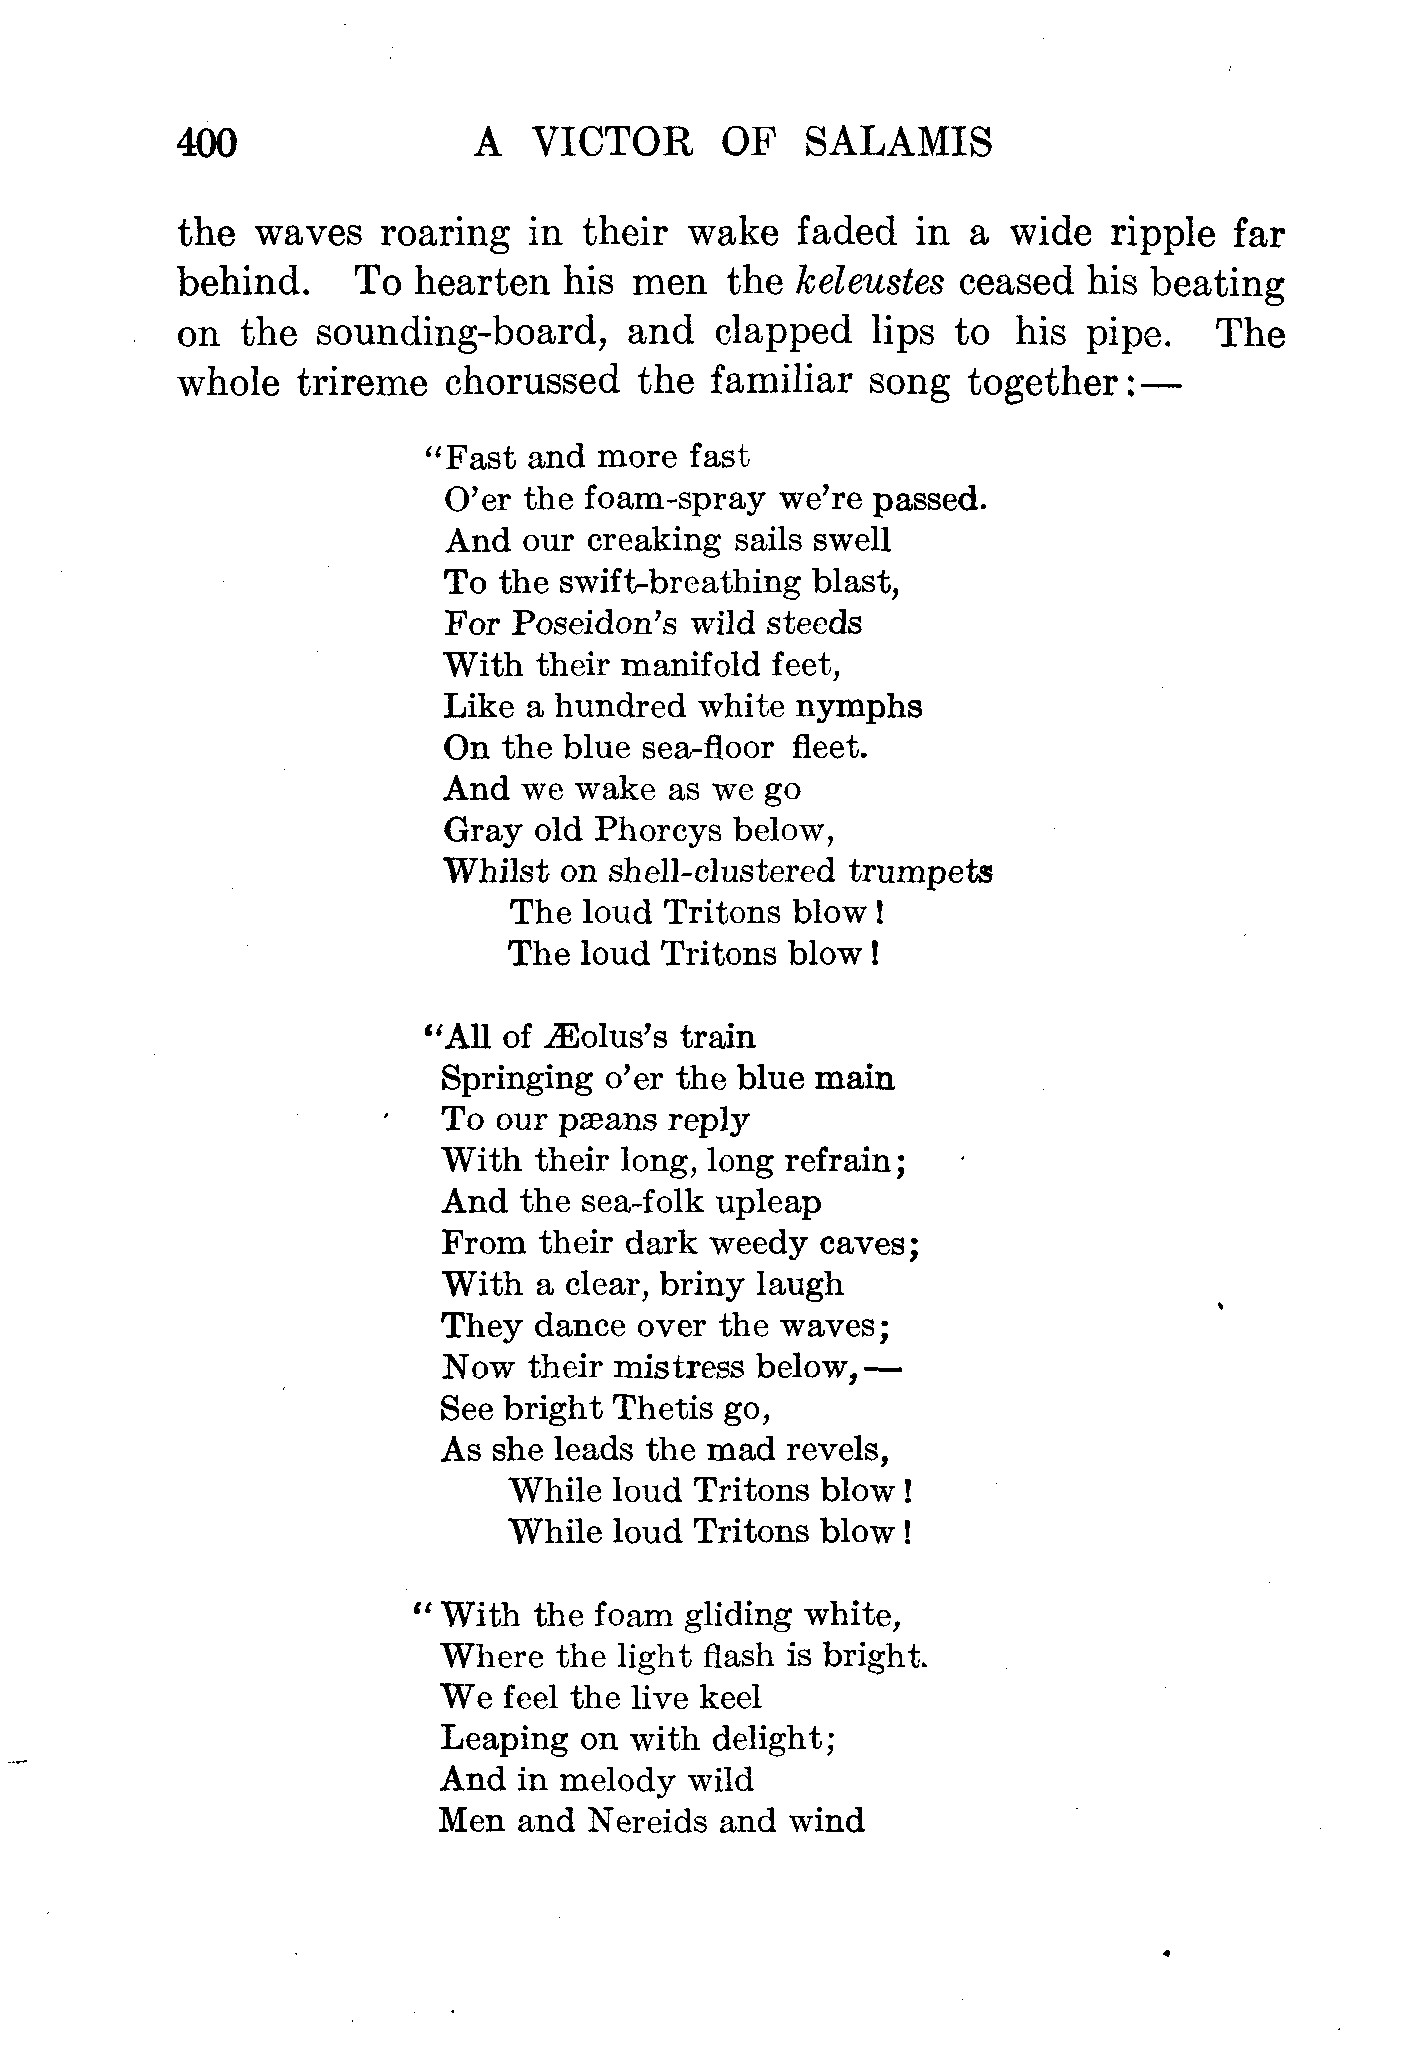 400 A VICTOR OF SALAMIS
the waves roaring in their wake faded in a wide ripple far
behind. To hearten his men the keleustes ceased his beating
on the sounding-board, and clapped lips to his pipe. The
whole trireme chorussed the familiar song together:—
"Fast and more fast
O'er the foam-spray we're passed.
And our creaking sails swell
To the swift-breathing blast,
For Poseidon's wild steeds
With their manifold feet,
Like a hundred white nymphs
On the blue sea-floor fleet.
And we wake as we go
Gray old Phorcys below,
Whilst on shell-clustered trumpets
The loud Tritons blow!
The loud Tritons blow!
"All of Æolus's train
Springing o'er the blue main
To our pæans reply
With their long, long refrain;
And the sea-folk upleap
From their dark weedy caves;
With a clear, briny laugh
They dance over the waves;
Now their mistress below,—
See bright Thetis go,
As she leads the mad revels,
While loud Tritons blow!
While loud Tritons blow!
"With the foam gliding white,
Where the light flash is bright.
We feel the live keel
Leaping on with delight;
And in melody wild
Men and Nereids and wind